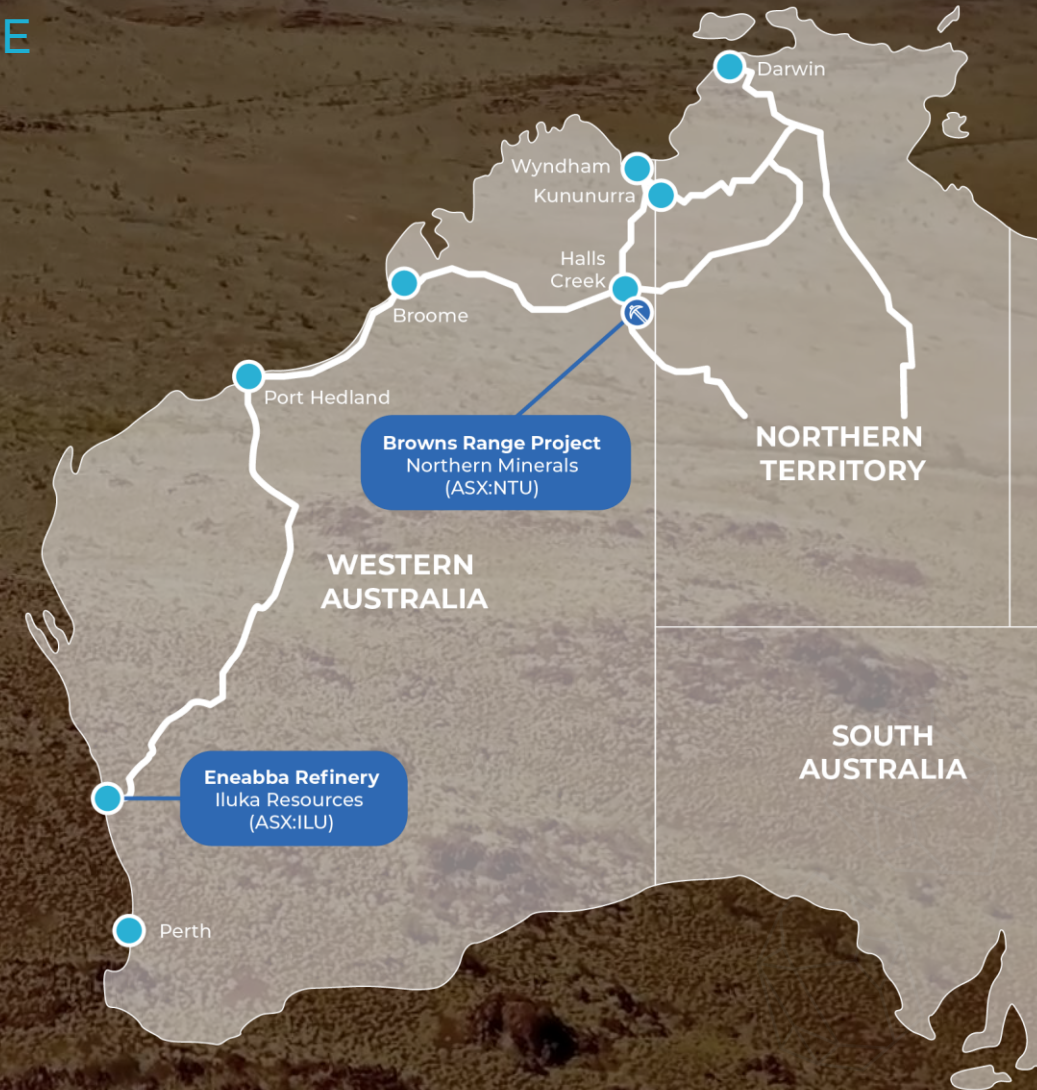 E
Darwin
Wyndham
Kununurra
Halls
Creek
Broome
Port Hedland
Browns Range Project
Northern Minerals
(ASX:NTU)
NORTHERN
TERRITORY
WESTERN
AUSTRALIA
SOUTH
AUSTRALIA
Eneabba Refinery
Iluka Resources
(ASX:ILU)
Perth